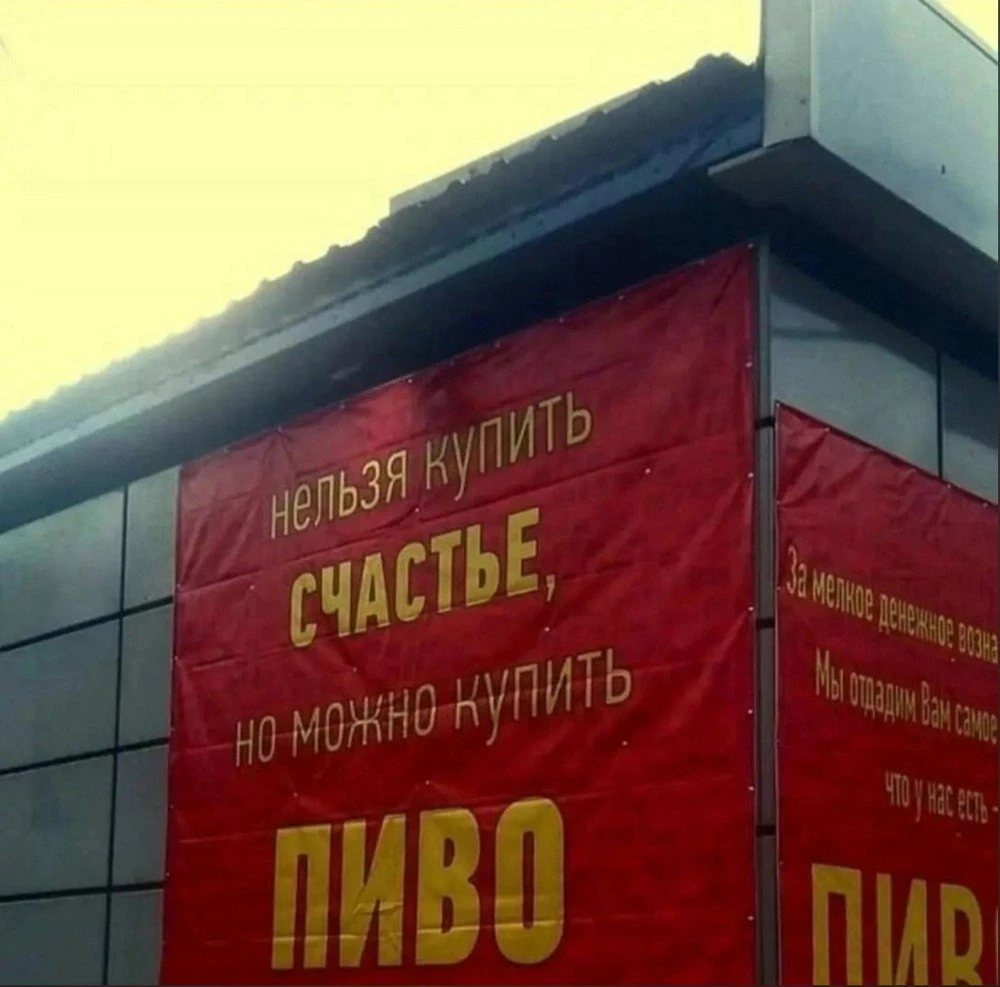 нельзя купить
СЧАСТЬЕ,
но можно купить
ПИВО
За мелкое денежное
Мы отдадим Вам самое
что у нас есть -